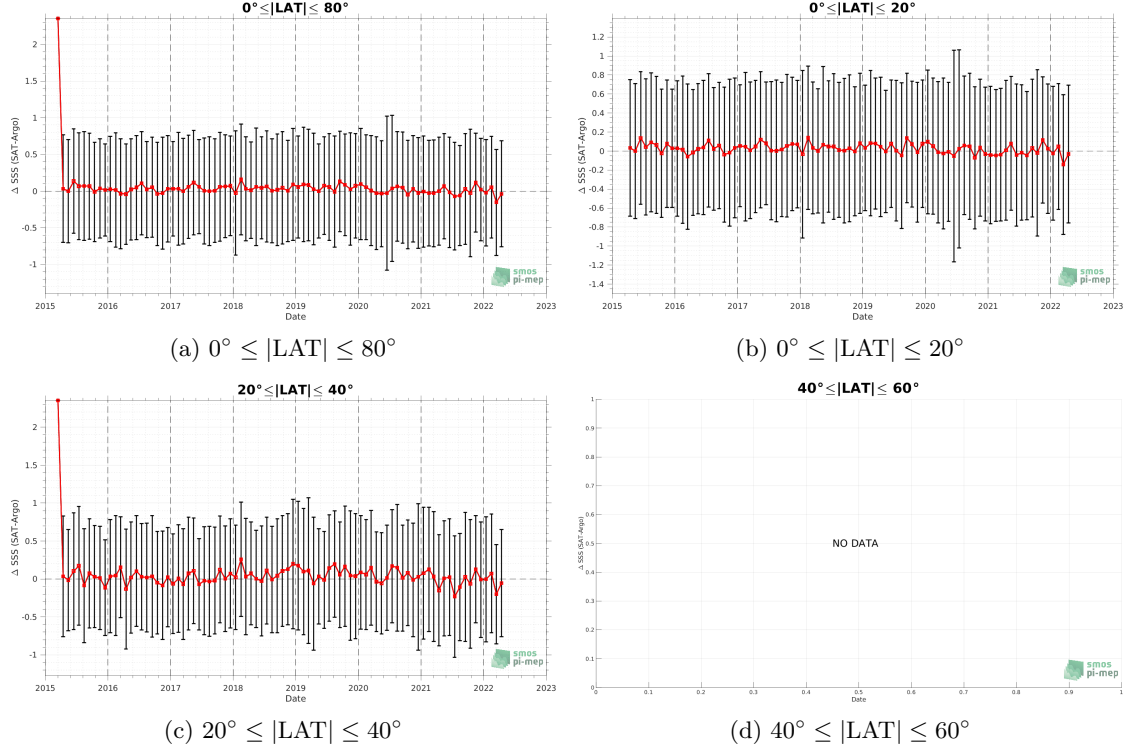 0°≤|LAT|≤ 80°
2
1.5
1
0.5
0
-0.5
-1
Δ SSS (SAT-Argo)
2015 2016 2017 2018 2019 2020 2021 2022 2023
Date
smos
pi-mep
(a) 0° ≤ |LAT| ≤ 80°
0°≤|LAT|≤ 20°
1.2
1
0.8
0.6
0.4
0.2
0
-0.2
-0.4
-0.6
-0.8
-1
-1.2
-1.4
Δ SSS (SAT-Argo)
2015 2016 2017 2018 2019 2020 2021 2022 2023
Date
smos
pi-mep
(b) 0° ≤ |LAT| ≤ 20°
20°≤|LAT|≤ 40°
2
1.5
1
0.5
0
-0.5
-1
Δ SSS (SAT-Argo)
2015 2016 2017 2018 2019 2020 2021 2022 2023
Date
smos
pi-mep
(c) 20° ≤ |LAT| ≤ 40°
40°≤|LAT|≤ 60°
1
0.9
0.8
0.7
0.6
0.5
0.4
0.3
0.2
0.1
0
Δ SSS (SAT-Argo)
NO DATA
0 0.1 0.2 0.3 0.4 0.5 0.6 0.7 0.8 0.9 1
Date
smos
pi-mep
(d) 40° ≤ |LAT| ≤ 60°